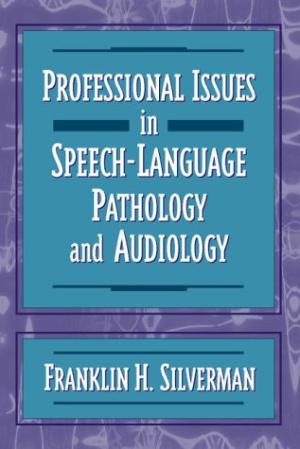 PROFESSIONAL ISSUES
in
SPEECH-LANGUAGE
PATHOLOGY
and AUDIOLOGY
FRANKLIN H. SILVERMAN